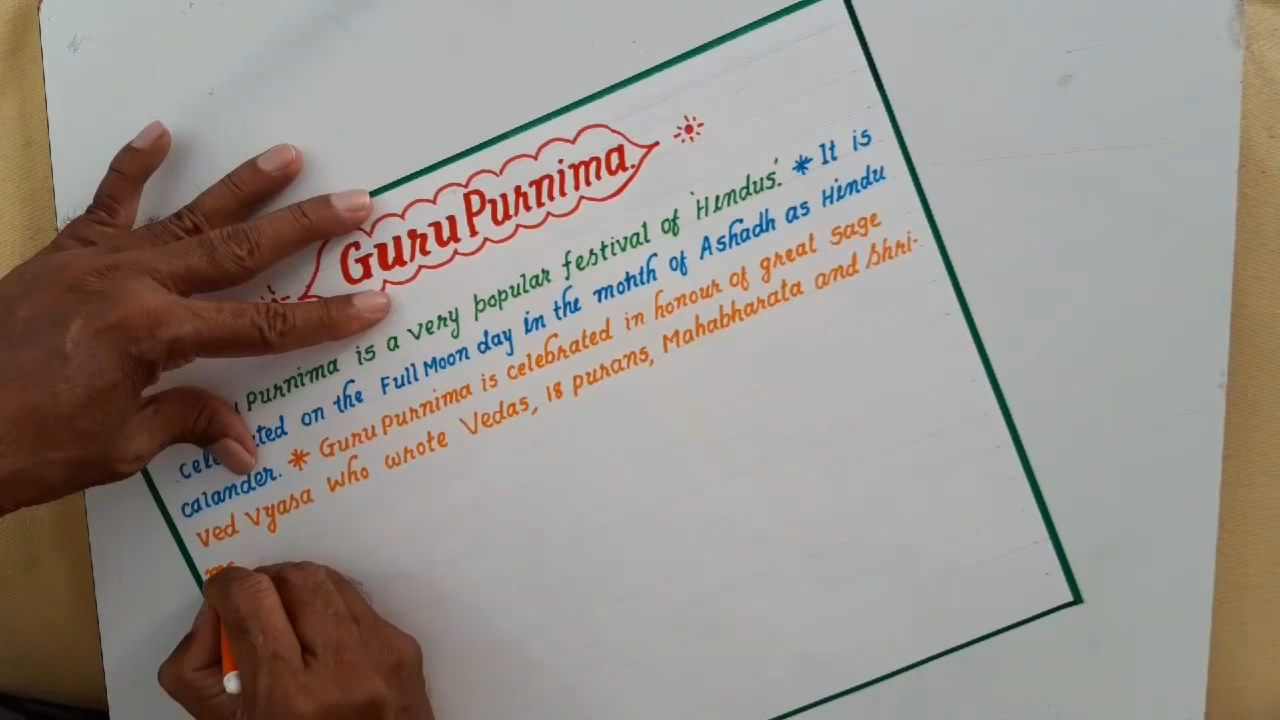 Guru Purnima.
Purnima is a very popular festival of 'Hindus'. * It is
on the Full Moon day in the month of Ashadh as Hindu
calander. * Guru Purnima is celebrated in honour of great sage
ved Vyasa who wrote Vedas, 18 purans, Mahabharata and Shri-